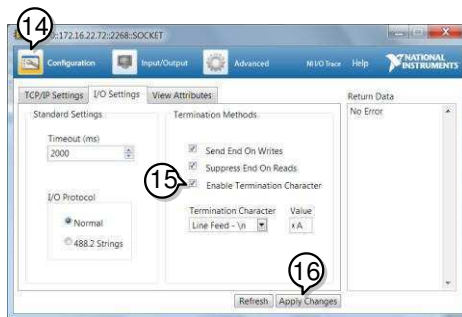 14
0::172.16.22.72::2268::SOCKET
Configuration Input/Output Advanced NI I/O Trace Help NATIONAL INSTRUMENTS
TCP/IP Settings I/O Settings View Attributes Return Data
Standard Settings Termination Methods No Error
Timeout (ms)
2000 Send End On Writes
Suppress End On Reads
15 Enable Termination Character
I/O Protocol Termination Character Value
Normal Line Feed - \n xA
488.2 Strings
16
Refresh Apply Changes